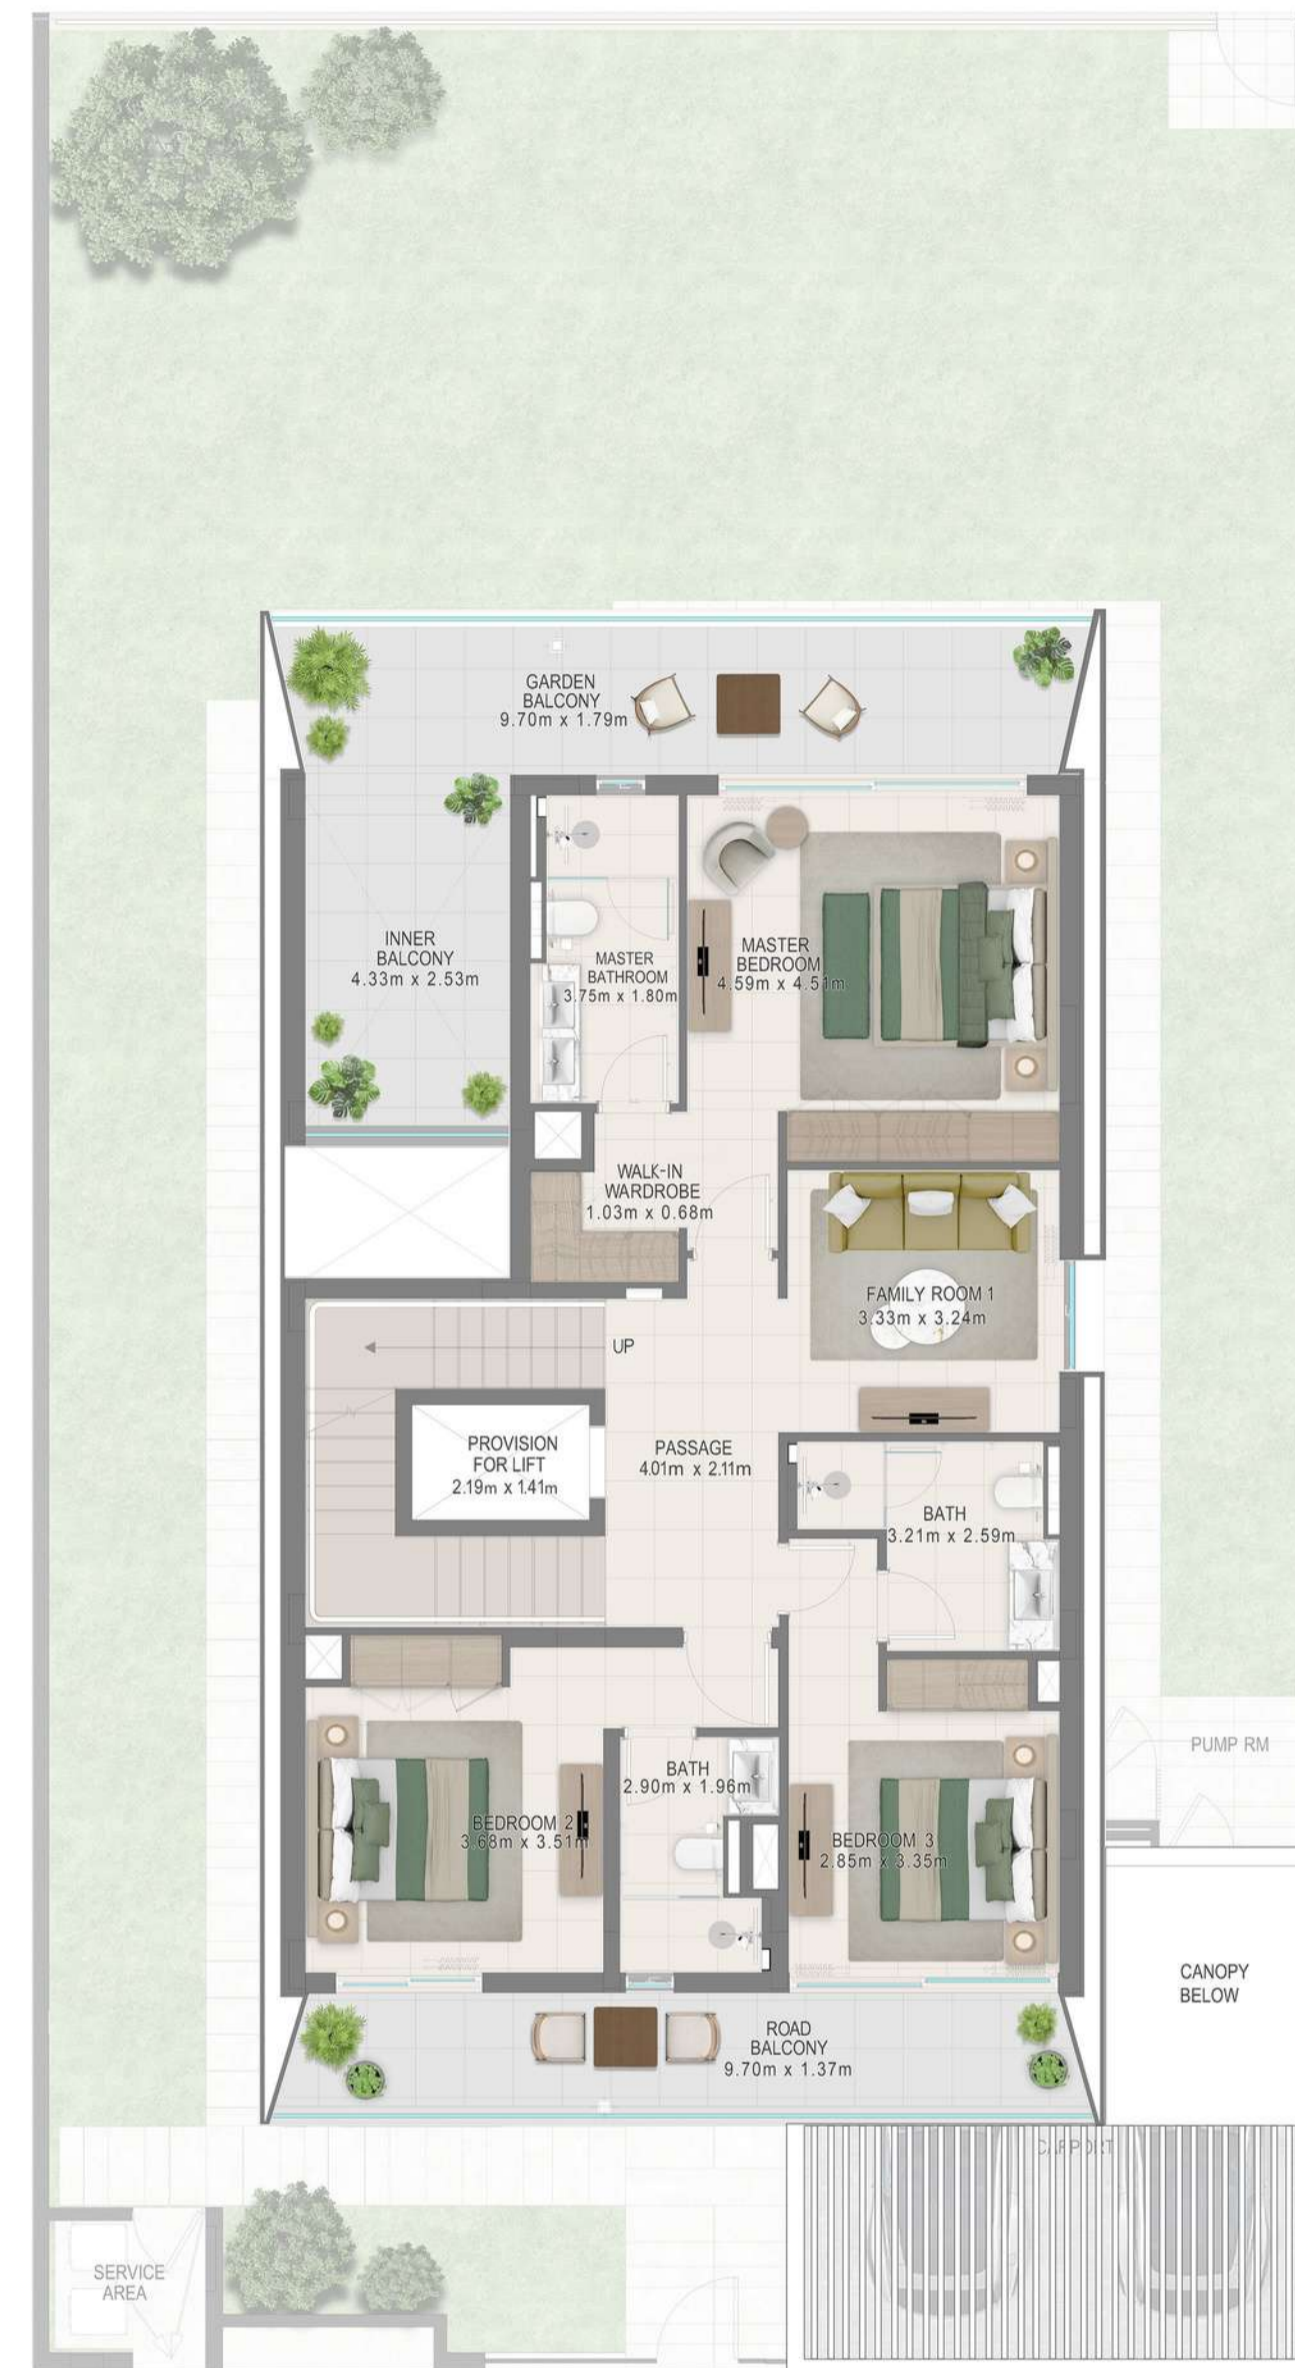 GARDEN
BALCONY
9.70m x 1.79m
INNER
BALCONY
4.33m x 2.53m
MASTER
BATHROOM
3.75m x 1.80m
MASTER
BEDROOM
4.59m x 4.51m
WALK-IN
WARDROBE
1.03m x 0.68m
FAMILY ROOM 1
3.33m x 3.24m
UP
PROVISION
FOR LIFT
2.19m x 1.41m
PASSAGE
4.01m x 2.11m
BATH
3.21m x 2.59m
PUMP RM
BATH
2.90m x 1.96m
BEDROOM 2
3.68m x 3.51m
BEDROOM 3
2.85m x 3.35m
CANOPY
BELOW
ROAD
BALCONY
9.70m x 1.37m
CARPORT
SERVICE
AREA